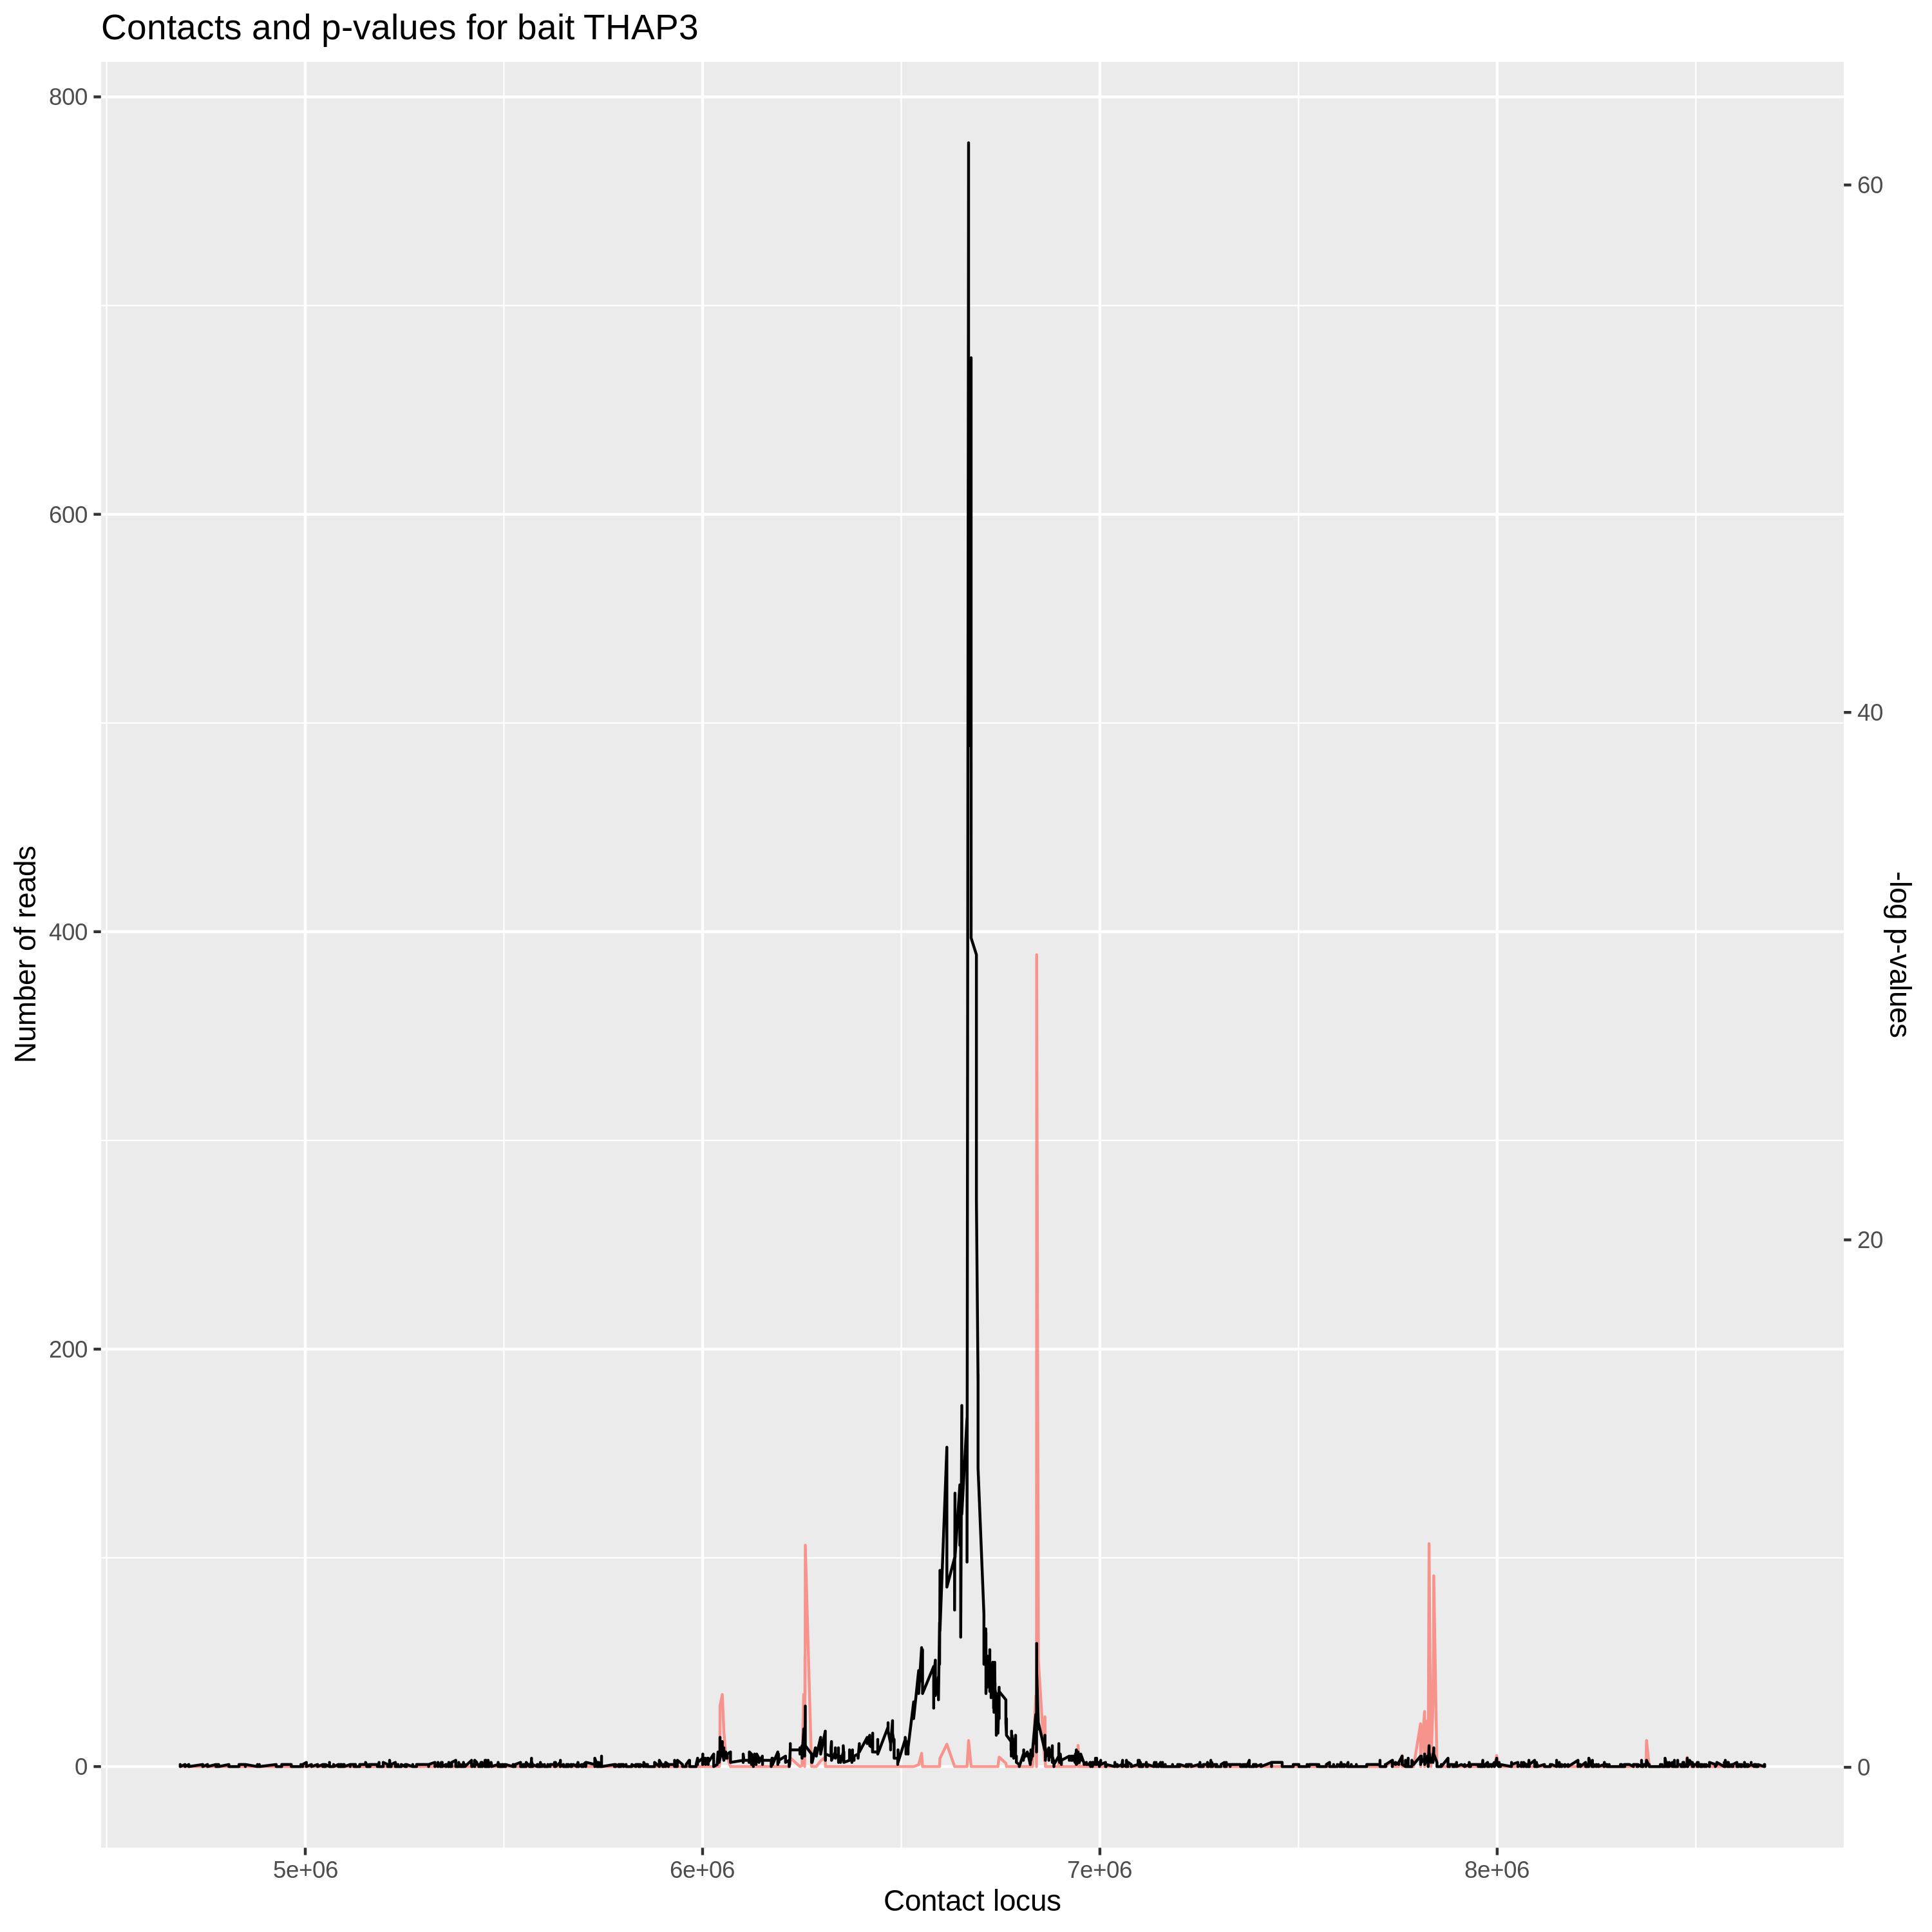 Contacts and p-values for bait THAP3
800
600
400
200
0
Number of reads
60
40
20
0
-log p-values
5e+06
6e+06
7e+06
8e+06
Contact locus